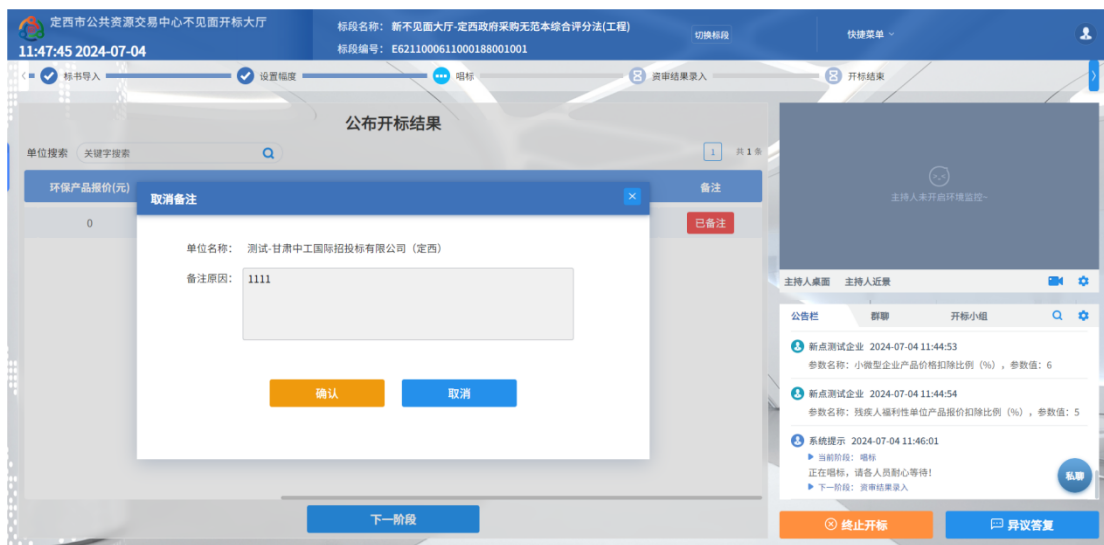 定西市公共资源交易中心不见面开标大厅
11:47:45 2024-07-04
标段名称： 新不见面大厅-定西政府采购无范本综合评分法(工程)
标段编号： E6211000611000188001001
切换标段
快捷菜单
标书导入
设置幅度
唱标
资审结果录入
开标结束
公布开标结果
单位搜索 关键字搜索
1 共 1 条
环保产品报价(元)
备注
0
已备注
取消备注
单位名称： 测试-甘肃中工国际招投标有限公司（定西）
备注原因： 1111
确认
取消
下一阶段
主持人未开启环境监控~
主持人桌面 主持人近景
公告栏 群聊 开标小组
新点测试企业 2024-07-04 11:44:53
参数名称：小微型企业产品价格扣除比例（%），参数值：6
新点测试企业 2024-07-04 11:44:54
参数名称：残疾人福利性单位产品报价扣除比例（%），参数值：5
系统提示 2024-07-04 11:46:01
当前阶段： 唱标
正在唱标，请各人员耐心等待！
下一阶段： 资审结果录入
私聊
终止开标
异议答复